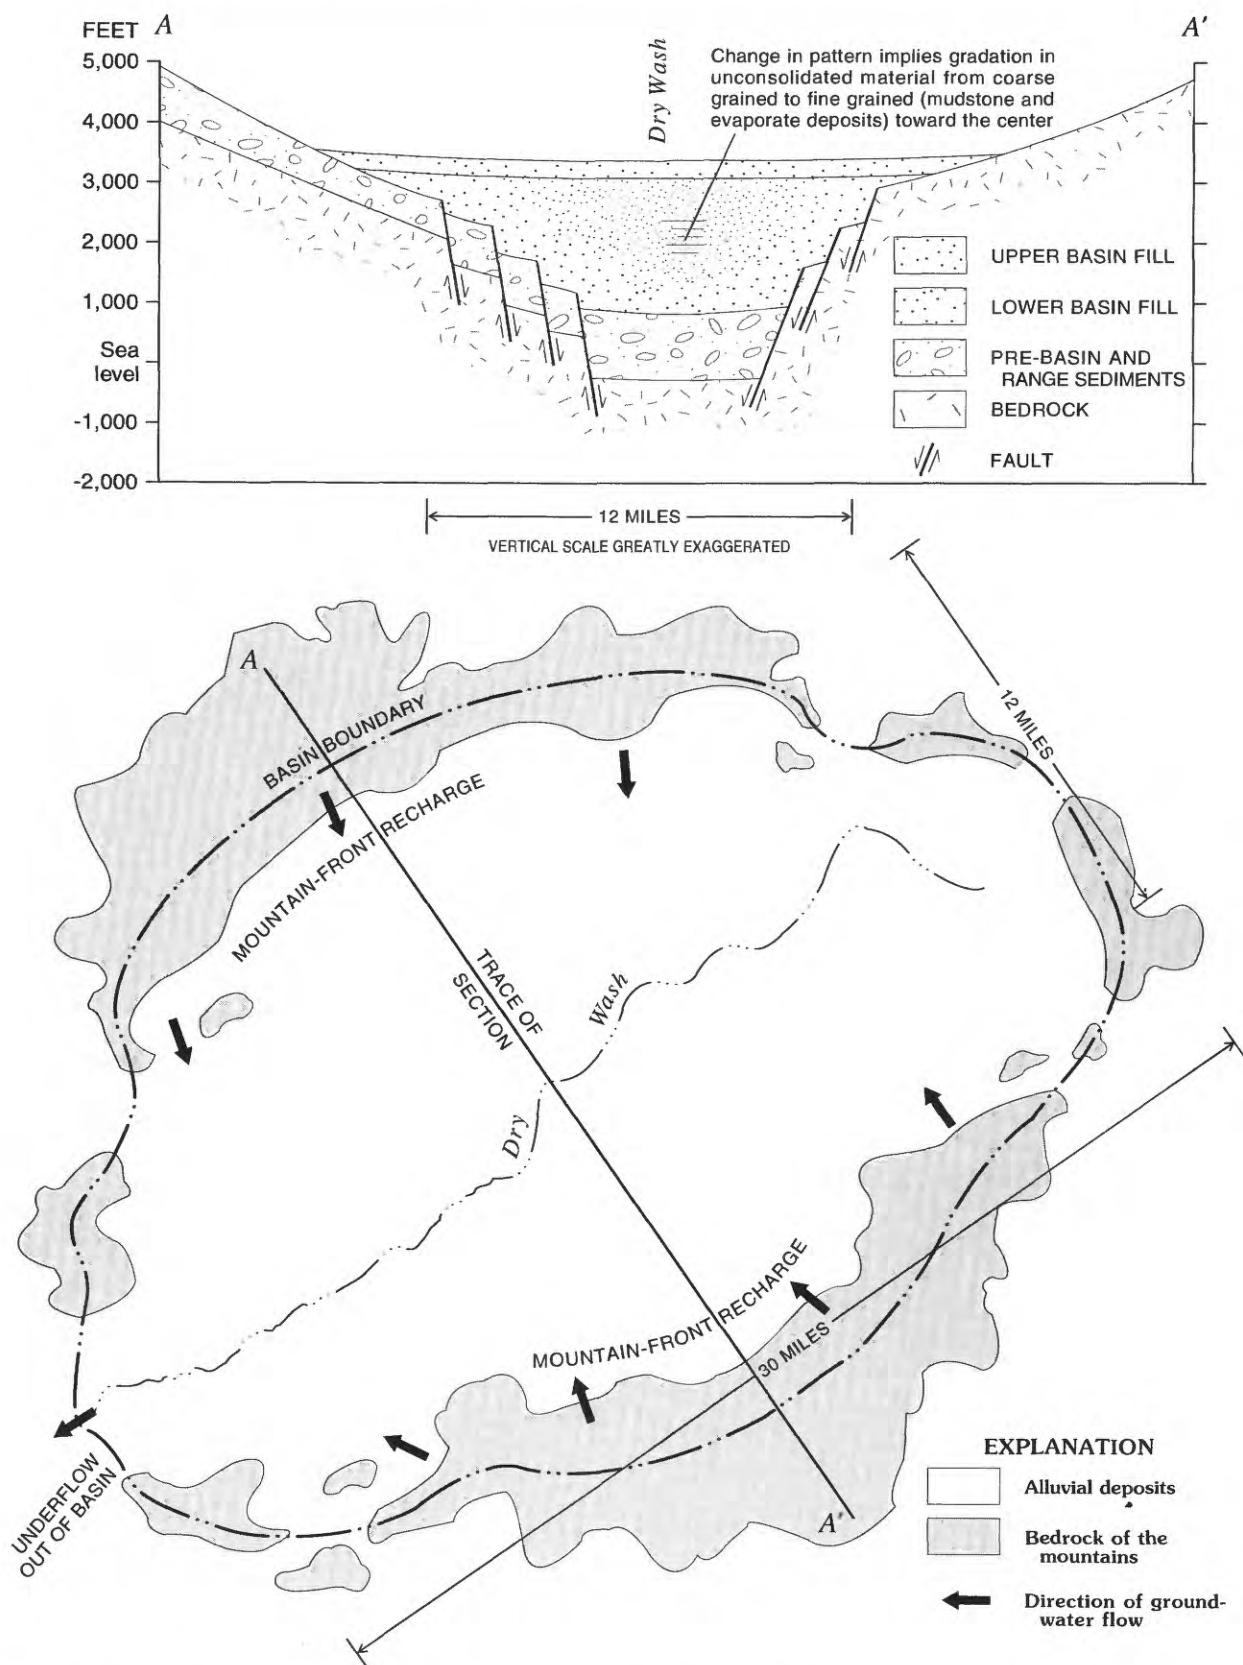 FEET
A
A'
5,000
4,000
3,000
2,000
1,000
Sea
level
-1,000
-2,000
Dry Wash
Change in pattern implies gradation in
unconsolidated material from coarse
grained to fine grained (mudstone and
evaporate deposits) toward the center
UPPER BASIN FILL
LOWER BASIN FILL
PRE-BASIN AND
RANGE SEDIMENTS
BEDROCK
FAULT
12 MILES
VERTICAL SCALE GREATLY EXAGGERATED
A
BASIN BOUNDARY
12 MILES
MOUNTAIN-FRONT RECHARGE
TRACE OF
SECTION
Wash
Dry
MOUNTAIN-FRONT RECHARGE
30 MILES
UNDERFLOW
OUT OF BASIN
A'
EXPLANATION
Alluvial deposits
Bedrock of the
mountains
Direction of ground-
water flow